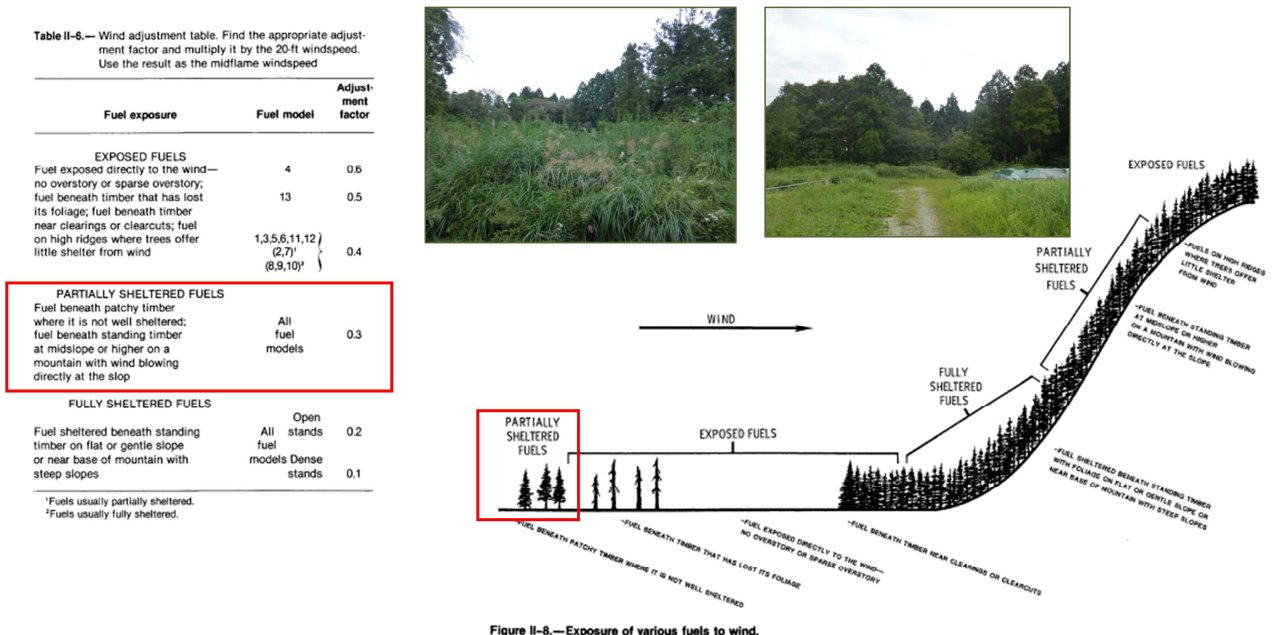 Table II-6.— Wind adjustment table. Find the appropriate adjust-
ment factor and multiply it by the 20-ft windspeed.
Use the result as the midflame windspeed
Fuel exposure
Fuel model
Adjust-
ment
factor
EXPOSED FUELS
Fuel exposed directly to the wind—
no overstory or sparse overstory;
fuel beneath timber that has lost
its foliage; fuel beneath timber
near clearings or clearcuts; fuel
on high ridges where trees offer
little shelter from wind
4 0.6
13 0.5
1,3,5,6,11,12
(2,7)¹
(8,9,10)²
0.4
PARTIALLY SHELTERED FUELS
Fuel beneath patchy timber
where it is not well sheltered;
fuel beneath standing timber
at midslope or higher on a
mountain with wind blowing
directly at the slop
All
fuel
models
0.3
FULLY SHELTERED FUELS
Fuel sheltered beneath standing
timber on flat or gentle slope
or near base of mountain with
steep slopes
Open
All stands 0.2
fuel
models Dense
stands 0.1
¹Fuels usually partially sheltered.
²Fuels usually fully sheltered.
EXPOSED FUELS
PARTIALLY
SHELTERED
FUELS
-FUELS ON HIGH RIDGES
WHERE TREES OFFER
LITTLE SHELTER
FROM WIND
WIND
-FUEL BENEATH STANDING TIMBER
AT MIDSLOPE OR HIGHER
ON A MOUNTAIN WITH WIND BLOWING
DIRECTLY AT THE SLOPE
FULLY
SHELTERED
FUELS
PARTIALLY
SHELTERED
FUELS
EXPOSED FUELS
-FUEL SHELTERED BENEATH STANDING TIMBER
WITH FOLIAGE ON FLAT OR GENTLE SLOPE OR
NEAR BASE OF MOUNTAIN WITH STEEP SLOPES
-FUEL BENEATH PATCHY TIMBER WHERE IT IS NOT WELL SHELTERED
-FUEL BENEATH TIMBER THAT HAS LOST ITS FOLIAGE
-FUEL EXPOSED DIRECTLY TO THE WIND—
NO OVERSTORY OR SPARSE OVERSTORY
-FUEL BENEATH TIMBER NEAR CLEARINGS OR CLEARCUTS
Figure II-8.—Exposure of various fuels to wind.